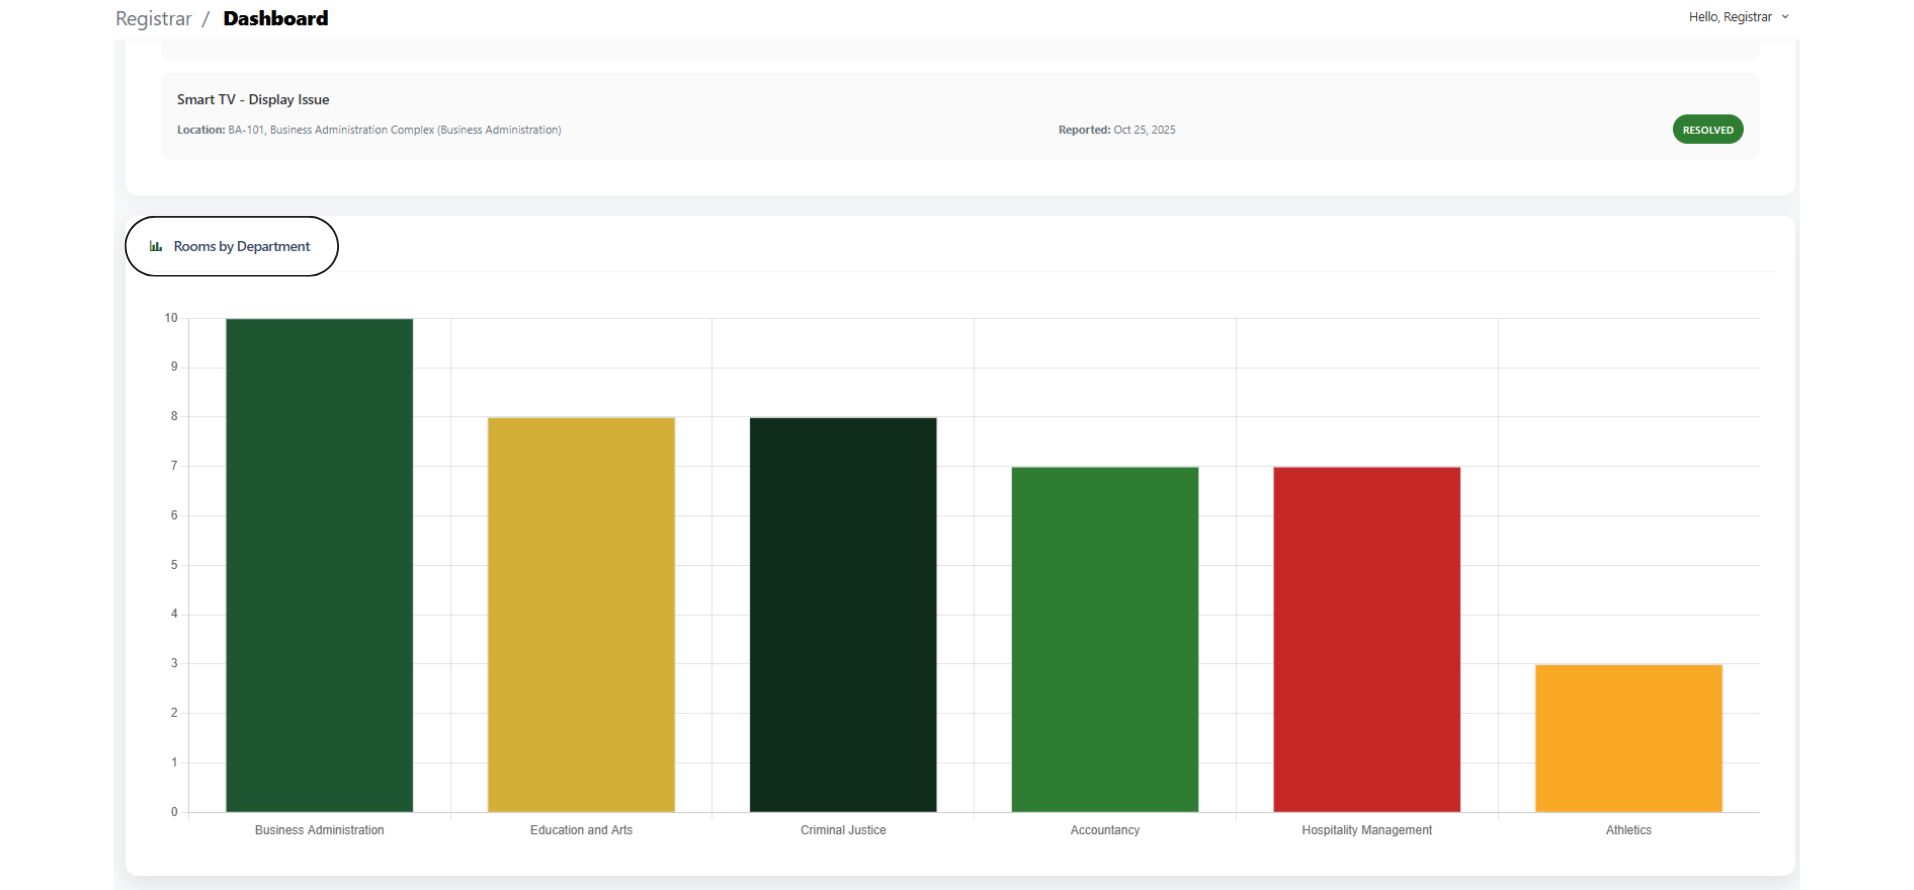 Registrar / Dashboard
Hello, Registrar
Smart TV - Display Issue
Location: BA-101, Business Administration Complex (Business Administration)
Reported: Oct 25, 2025
RESOLVED
Rooms by Department
10
9
8
7
6
5
4
3
2
1
0
Business Administration
Education and Arts
Criminal Justice
Accountancy
Hospitality Management
Athletics